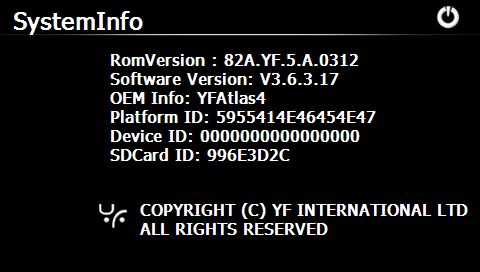 SystemInfo
RomVersion : 82A.YF.5.A.0312
Software Version: V3.6.3.17
OEM Info: YFAtlas4
Platform ID: 5955414E46454E47
Device ID: 0000000000000000
SDCard ID: 996E3D2C
COPYRIGHT (C) YF INTERNATIONAL LTD
ALL RIGHTS RESERVED